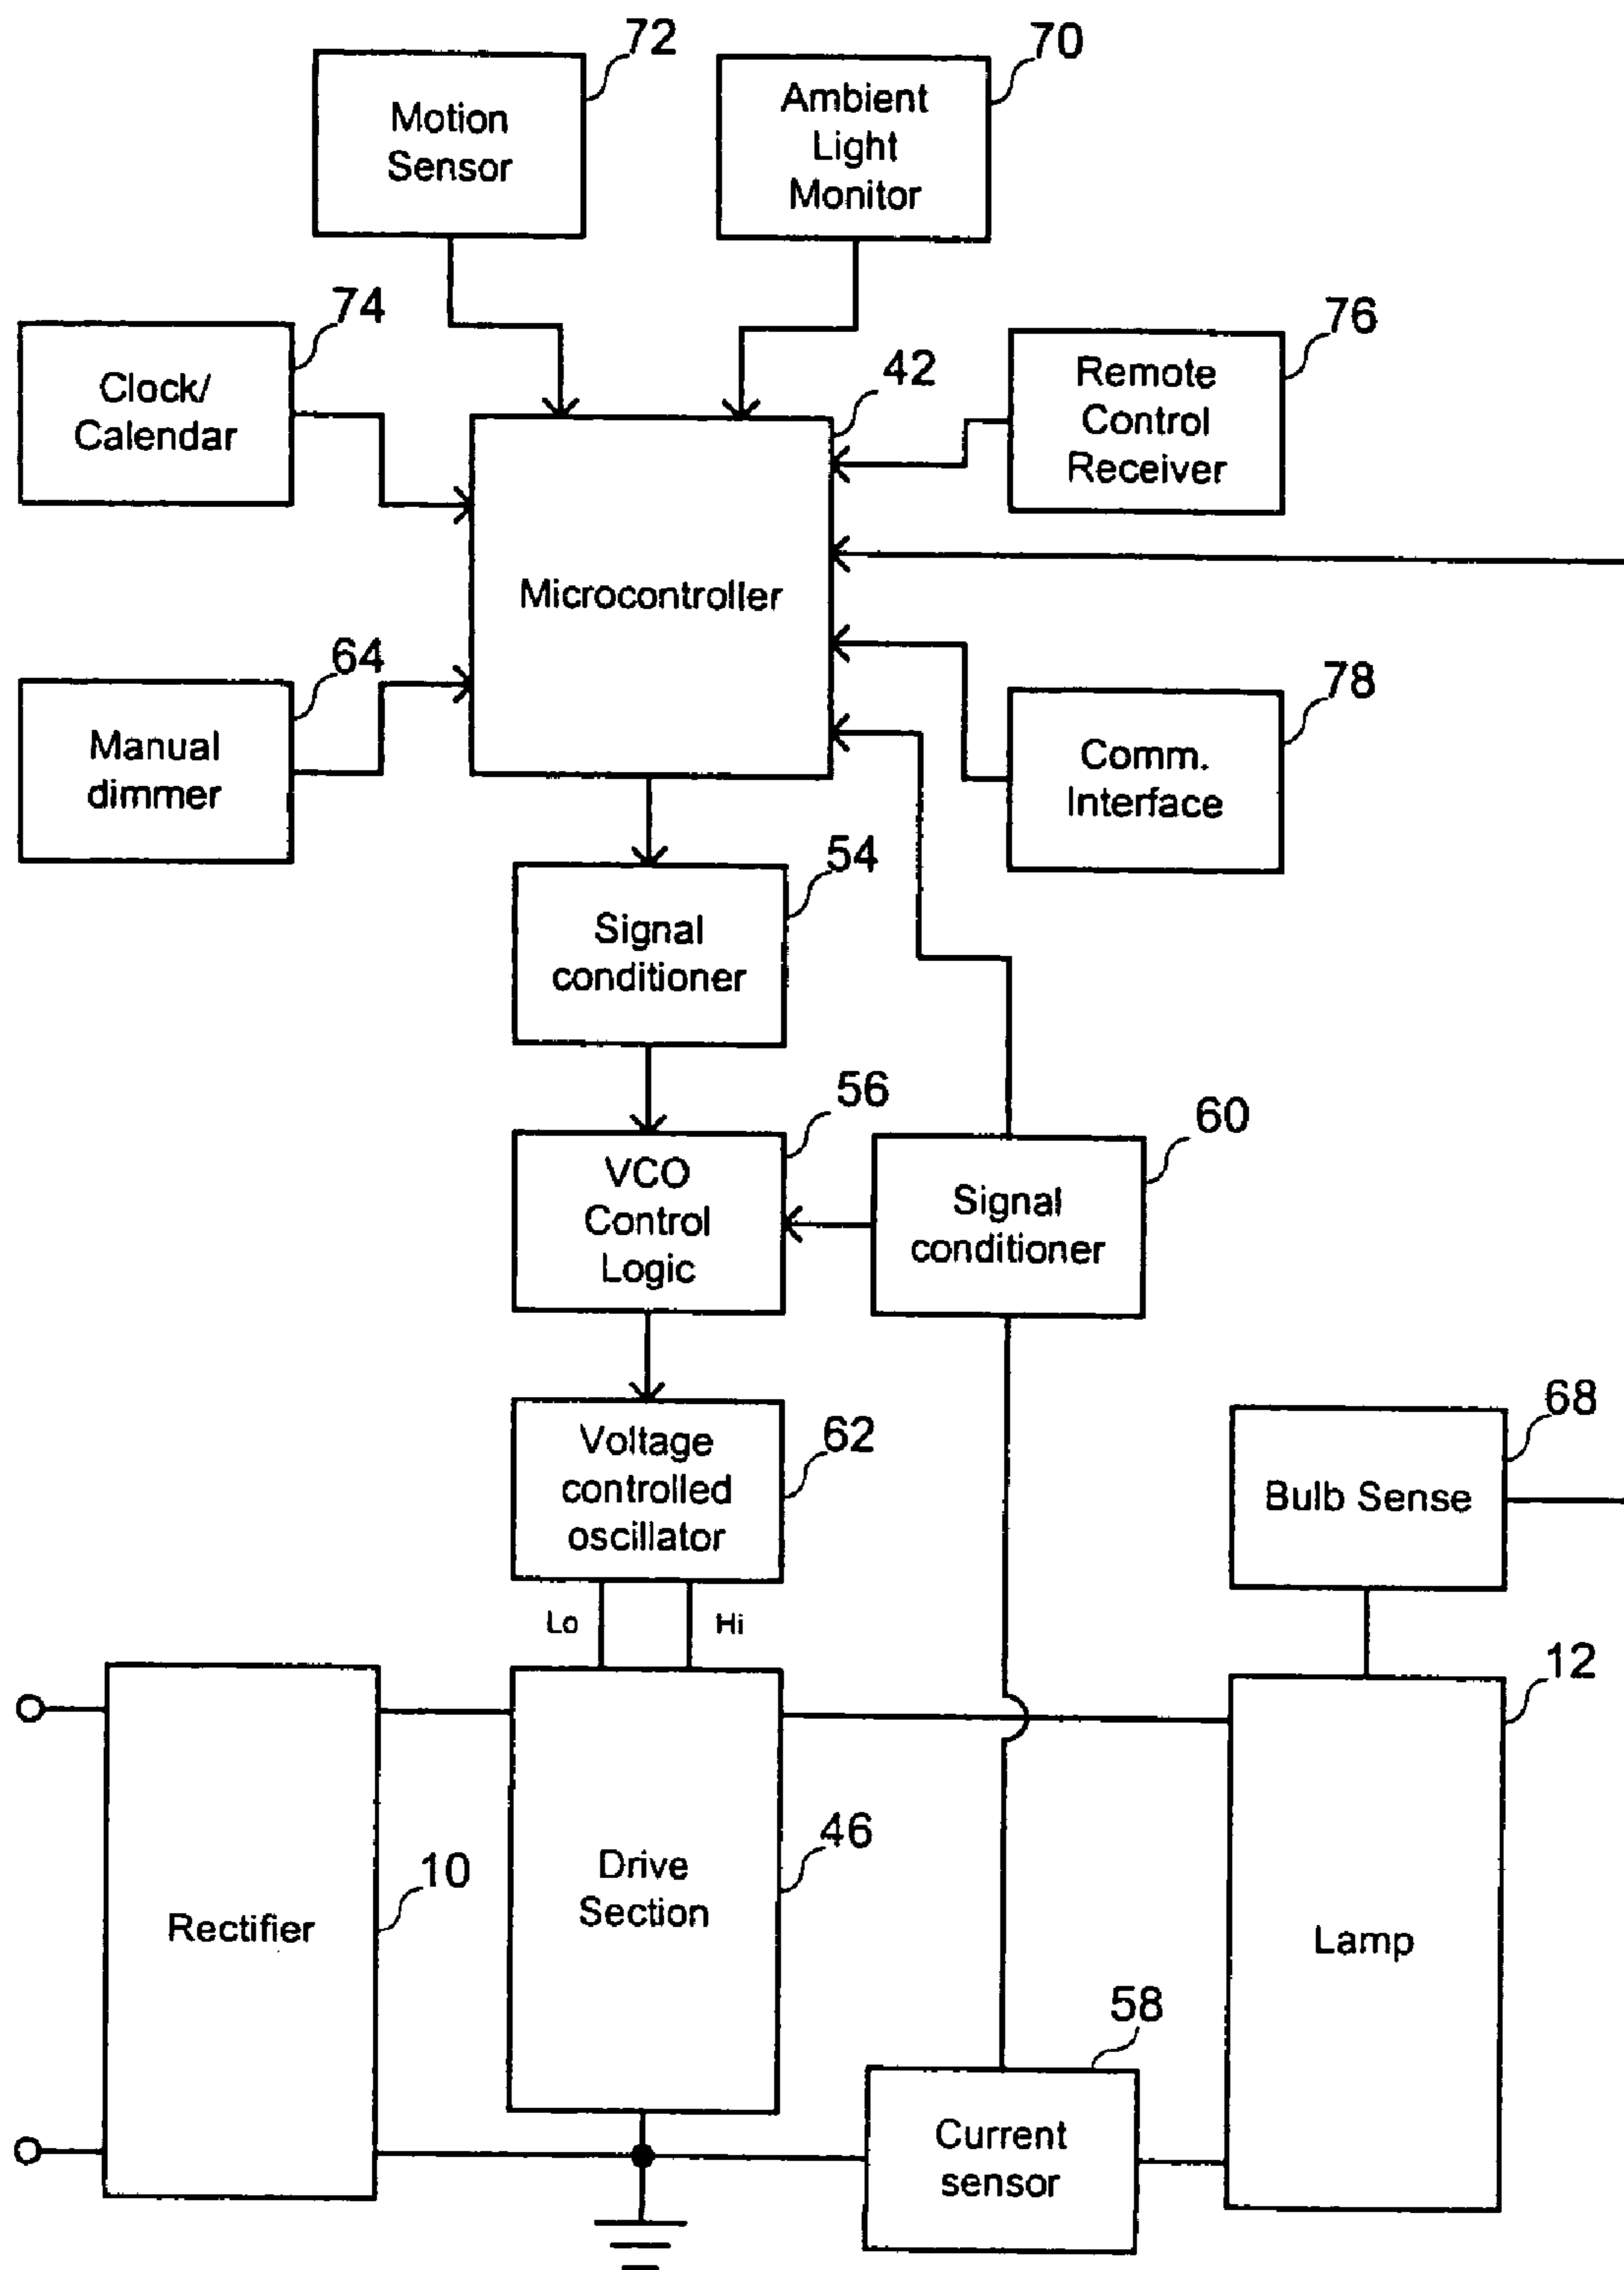 72
70
Motion
Sensor
Ambient
Light
Monitor
74
76
Clock/
Calendar
42
Remote
Control
Receiver
Microcontroller
64
78
Manual
dimmer
Comm.
Interface
54
Signal
conditioner
56
60
VCO
Control
Logic
Signal
conditioner
68
62
Voltage
controlled
oscillator
Bulb Sense
Lo
Hi
12
46
10
Drive
Section
Rectifier
Lamp
58
Current
sensor